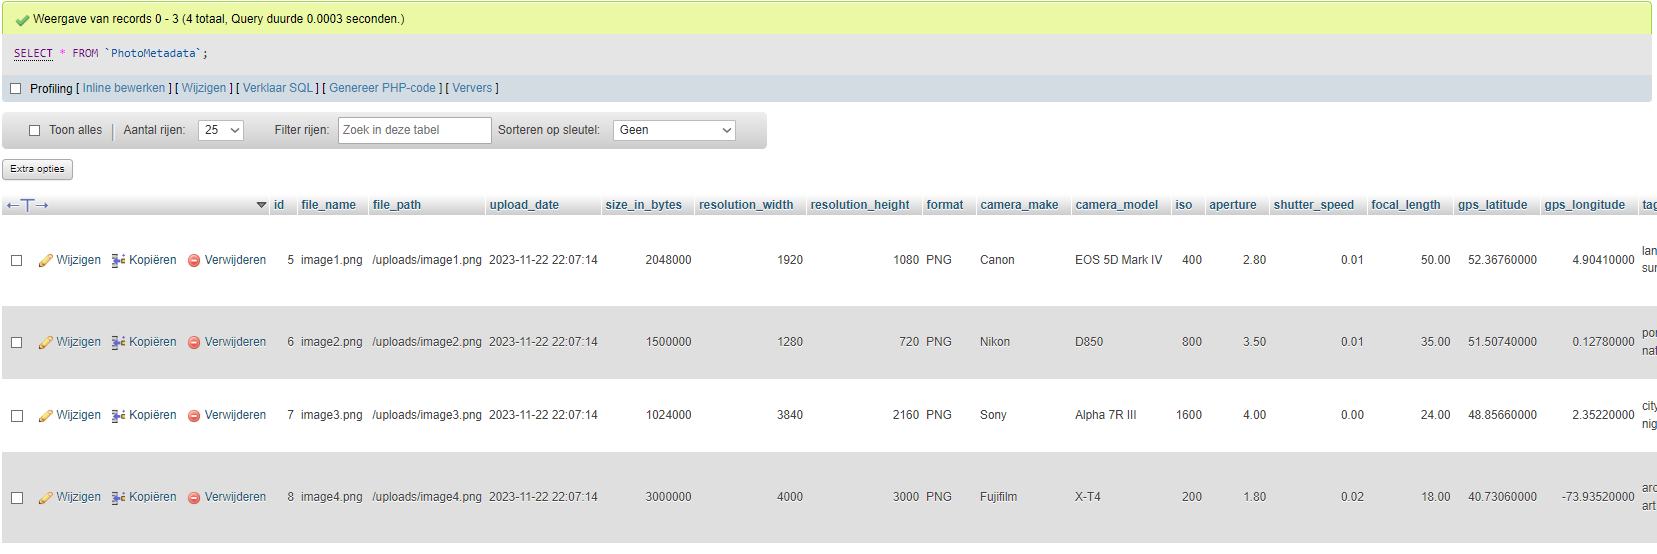 Weergave van records 0 - 3 (4 totaal, Query duurde 0.0003 seconden.)
SELECT * FROM `PhotoMetadata`;
Profiling [ Inline bewerken ] [ Wijzigen ] [ Verklaar SQL ] [ Genereer PHP-code ] [ Ververs ]
Toon alles Aantal rijen: 25 Filter rijen: Zoek in deze tabel Sorteren op sleutel: Geen
Extra opties
id file_name file_path upload_date size_in_bytes resolution_width resolution_height format camera_make camera_model iso aperture shutter_speed focal_length gps_latitude gps_longitude tag
Wijzigen Kopiëren Verwijderen 5 image1.png /uploads/image1.png 2023-11-22 22:07:14 2048000 1920 1080 PNG Canon EOS 5D Mark IV 400 2.80 0.01 50.00 52.36760000 4.90410000 lan
sur
Wijzigen Kopiëren Verwijderen 6 image2.png /uploads/image2.png 2023-11-22 22:07:14 1500000 1280 720 PNG Nikon D850 800 3.50 0.01 35.00 51.50740000 0.12780000 por
nat
Wijzigen Kopiëren Verwijderen 7 image3.png /uploads/image3.png 2023-11-22 22:07:14 1024000 3840 2160 PNG Sony Alpha 7R III 1600 4.00 0.00 24.00 48.85660000 2.35220000 city
nig
Wijzigen Kopiëren Verwijderen 8 image4.png /uploads/image4.png 2023-11-22 22:07:14 3000000 4000 3000 PNG Fujifilm X-T4 200 1.80 0.02 18.00 40.73060000 -73.93520000 arc
art